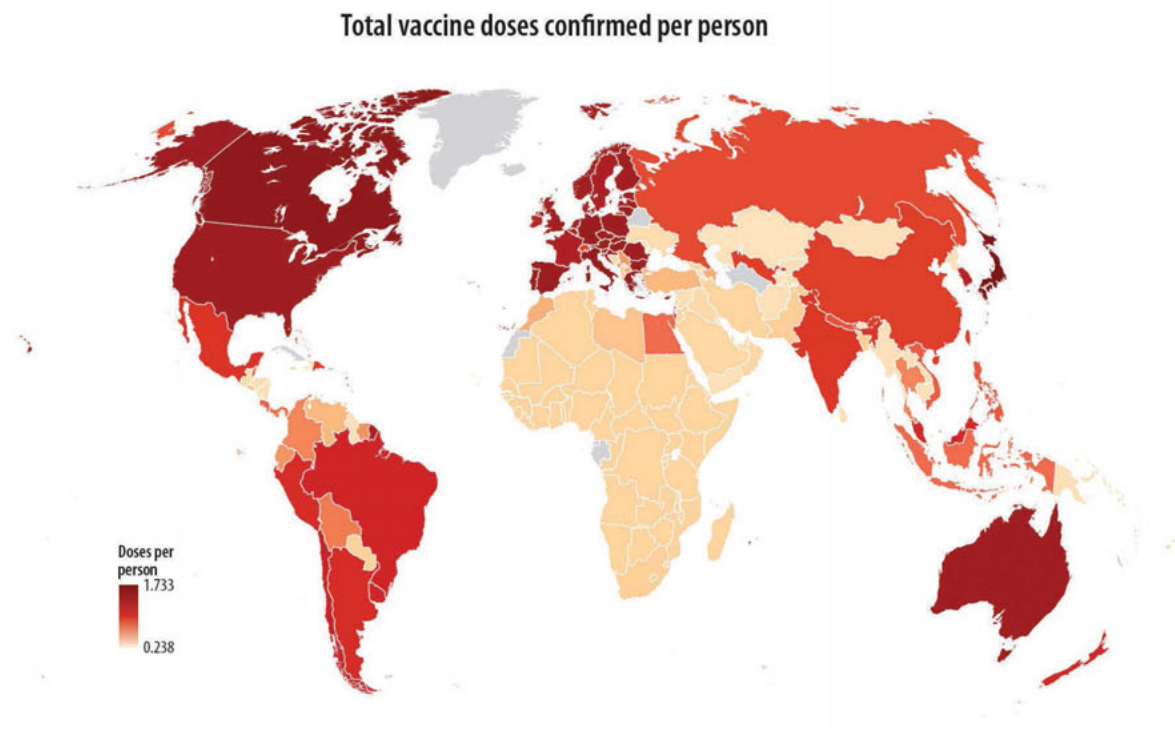 Total vaccine doses confirmed per person
Doses per
person
1.733
0.238